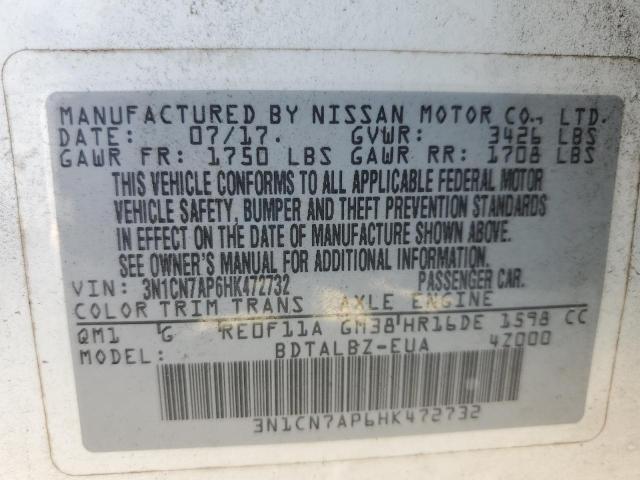 MANUFACTURED BY NISSAN MOTOR CO., LTD.
DATE: 07/17. GVWR: 3426 LBS
GAWR FR: 1750 LBS GAWR RR: 1708 LBS
THIS VEHICLE CONFORMS TO ALL APPLICABLE FEDERAL MOTOR
VEHICLE SAFETY, BUMPER AND THEFT PREVENTION STANDARDS
IN EFFECT ON THE DATE OF MANUFACTURE SHOWN ABOVE.
SEE OWNER'S MANUAL FOR ADDITIONAL INFORMATION.
VIN: 3N1CN7AP6HK472732 PASSENGER CAR.
COLOR TRIM TRANS AXLE ENGINE
QM1 G RE0F11A GM38 HR16DE 1598 CC
MODEL: BDTALBZ-EUA 4Z000
3N1CN7AP6HK472732